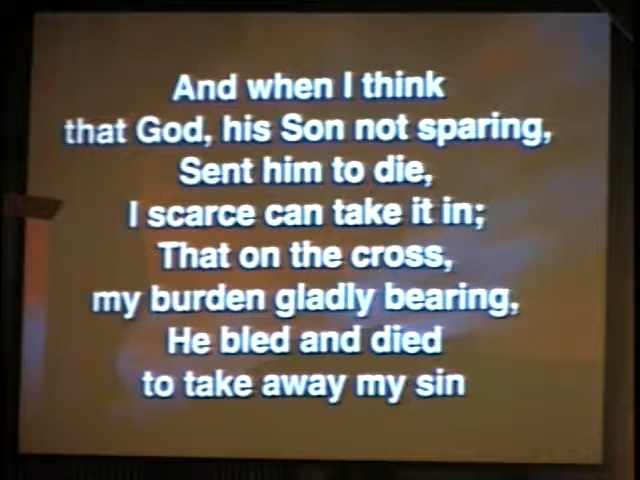 And when I think
that God, his Son not sparing,
Sent him to die,
I scarce can take it in;
That on the cross,
my burden gladly bearing,
He bled and died
to take away my sin